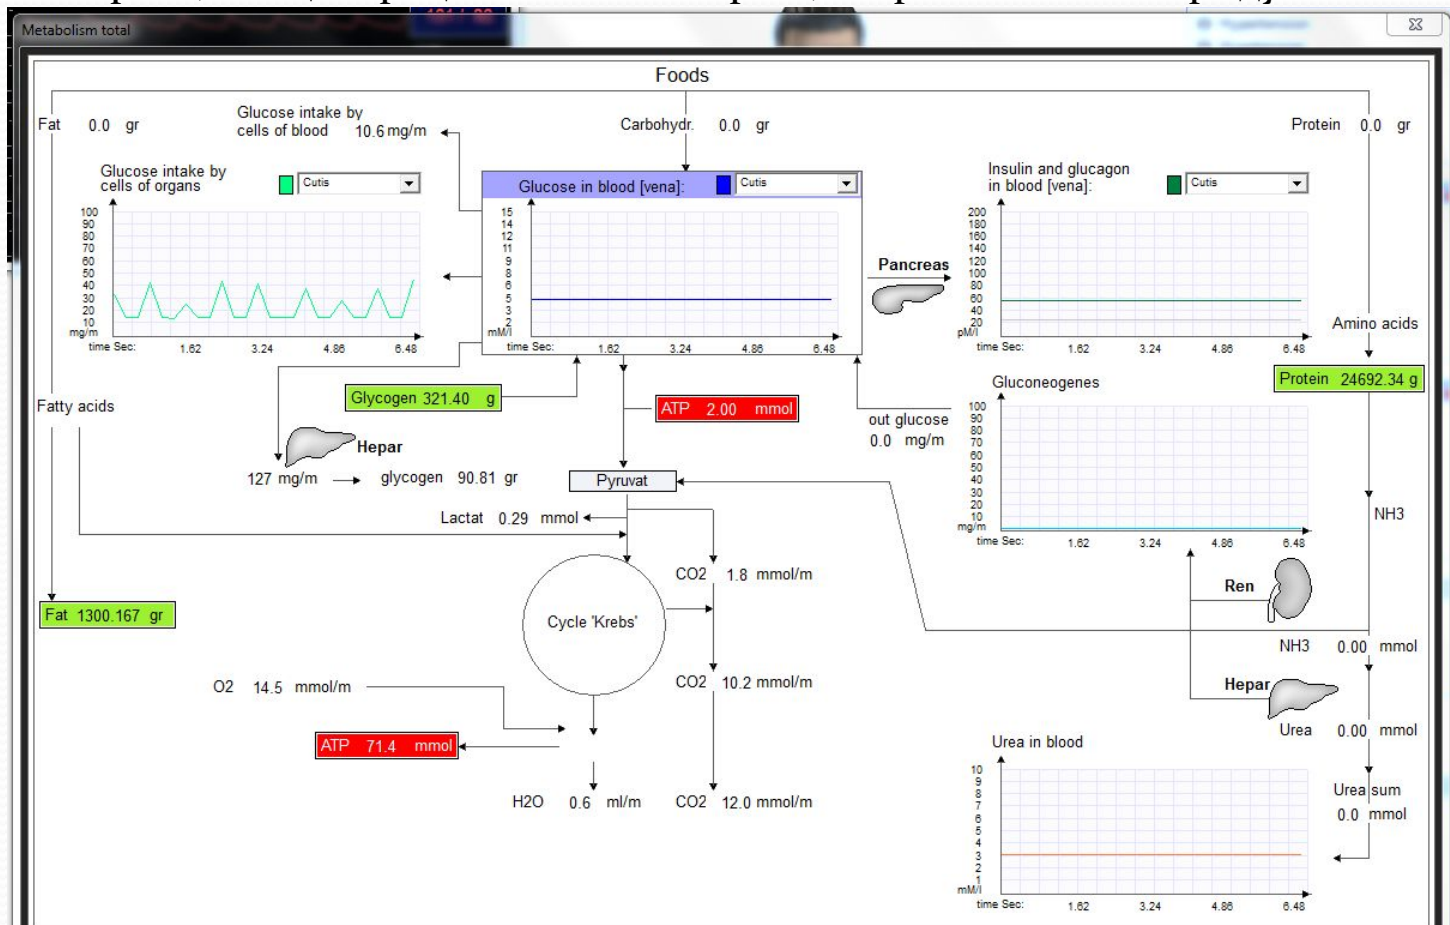 Metabolism total
Foods
Fat 0.0 gr
Glucose intake by
cells of blood 10.6 mg/m
Carbohydr. 0.0 gr
Protein 0.0 gr
Glucose intake by
cells of organs
Cutis
100
90
80
70
60
50
40
30
20
10
mg/m
time Sec: 1.62 3.24 4.86 6.48
Glucose in blood [vena]:
Cutis
15
14
12
11
9
8
6
5
3
2
mM/l
time Sec: 1.62 3.24 4.86 6.48
Insulin and glucagon
in blood [vena]:
Cutis
200
180
160
140
120
100
80
60
40
20
pM/l
time Sec: 1.62 3.24 4.86 6.48
Pancreas
Amino acids
Protein 24692.34 g
Fatty acids
Glycogen 321.40 g
ATP 2.00 mmol
out glucose
0.0 mg/m
Gluconeogenes
100
90
80
70
60
50
40
30
20
10
mg/m
time Sec: 1.62 3.24 4.86 6.48
Hepar
127 mg/m
glycogen 90.81 gr
Pyruvat
Lactat 0.29 mmol
NH3
CO2 1.8 mmol/m
Ren
Fat 1300.167 gr
Cycle 'Krebs'
NH3 0.00 mmol
O2 14.5 mmol/m
CO2 10.2 mmol/m
Hepar
Urea 0.00 mmol
ATP 71.4 mmol
Urea in blood
10
9
8
7
6
5
4
3
2
1
mM/l
time Sec: 1.62 3.24 4.86 6.48
Urea sum
0.0 mmol
H2O 0.6 ml/m
CO2 12.0 mmol/m